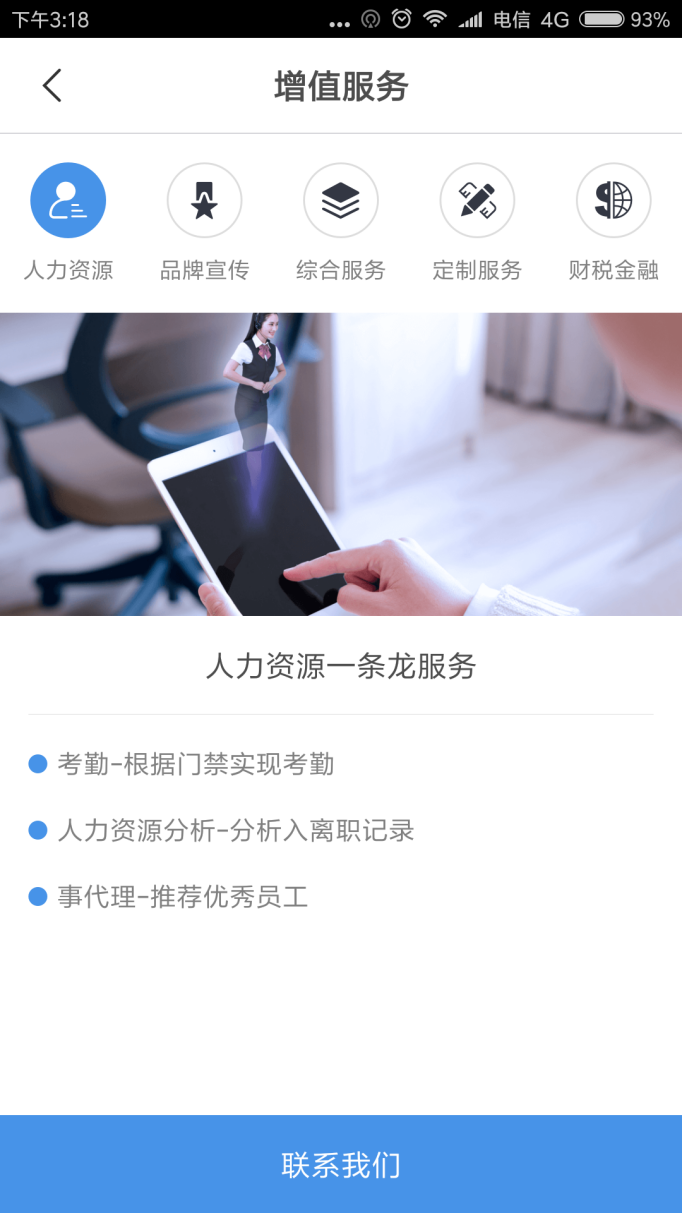 下午3:18
... 电信 4G 93%
增值服务
人力资源 品牌宣传 综合服务 定制服务 财税金融
人力资源一条龙服务
考勤-根据门禁实现考勤
人力资源分析-分析入离职记录
事代理-推荐优秀员工
联系我们